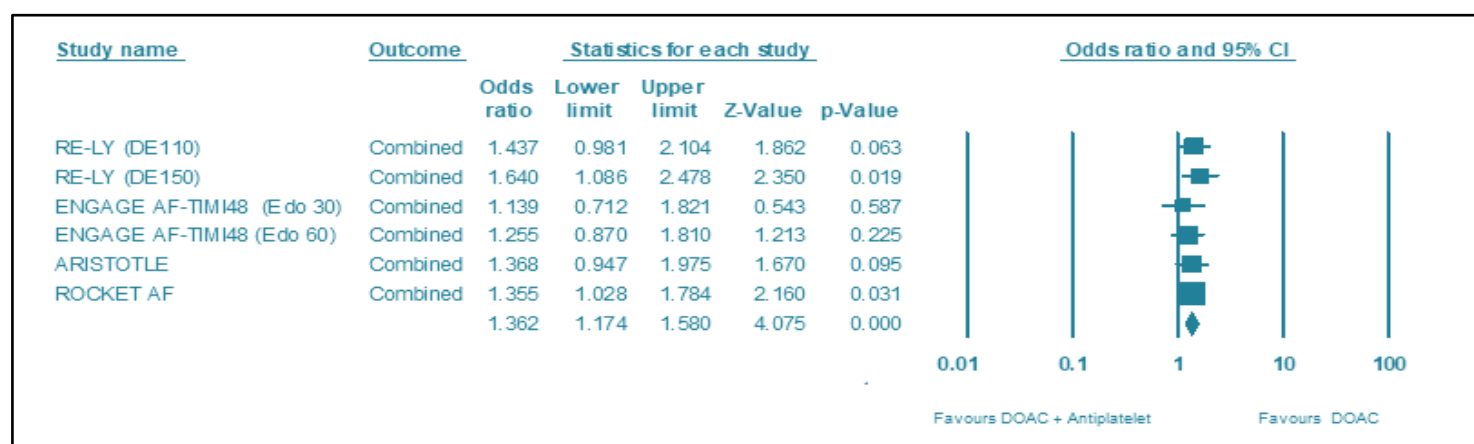 Study name Outcome Statistics for each study Odds ratio and 95% CI
Odds Lower Upper
ratio limit limit Z-Value p-Value
RE-LY (DE110) Combined 1.437 0.981 2.104 1.862 0.063
RE-LY (DE150) Combined 1.640 1.086 2.478 2.350 0.019
ENGAGE AF-TIMI48 (Edo 30) Combined 1.139 0.712 1.821 0.543 0.587
ENGAGE AF-TIMI48 (Edo 60) Combined 1.255 0.870 1.810 1.213 0.225
ARISTOTLE Combined 1.368 0.947 1.975 1.670 0.095
ROCKET AF Combined 1.355 1.028 1.784 2.160 0.031
1.362 1.174 1.580 4.075 0.000
0.01 0.1 1 10 100
Favours DOAC + Antiplatelet Favours DOAC